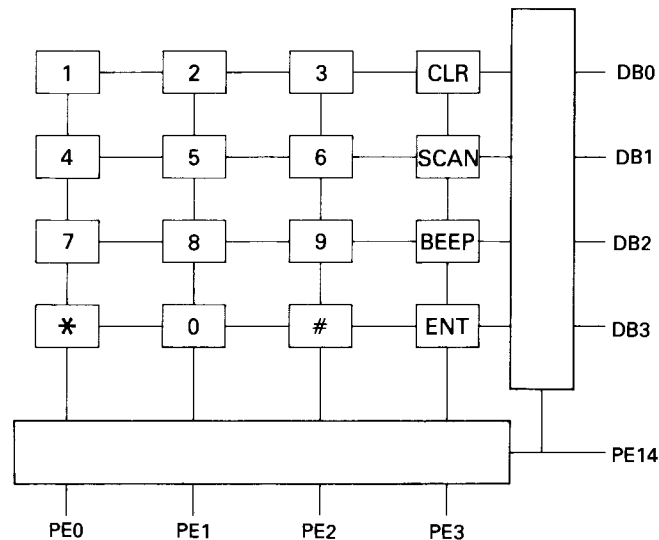 1 2 3 CLR DB0
4 5 6 SCAN DB1
7 8 9 BEEP DB2
* 0 # ENT DB3
PE14
PE0 PE1 PE2 PE3